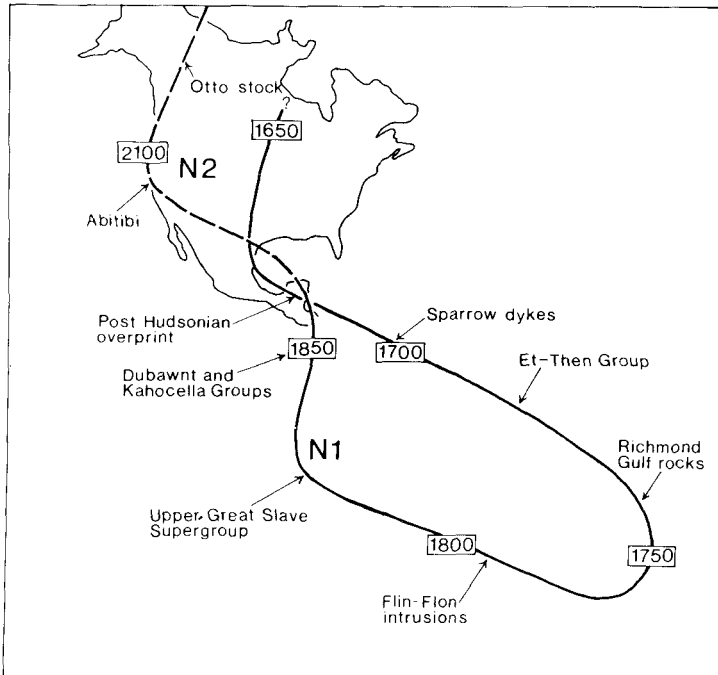 Otto stock
?
1650
2100
N2
Abitibi
Post Hudsonian
overprint
Sparrow dykes
1700
1850
Et-Then Group
Dubawnt and
Kahocella Groups
N1
Richmond
Gulf rocks
Upper Great Slave
Supergroup
1800
1750
Flin-Flon
intrusions